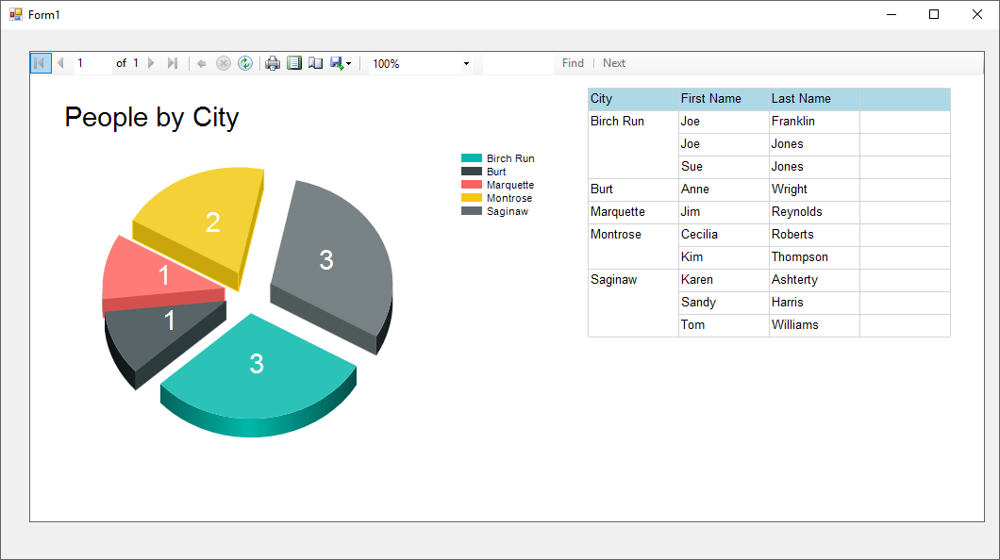 Form1
1 of 1 100% Find Next
People by City
Birch Run
Burt
Marquette
Montrose
Saginaw
2
3
1
1
3
City First Name Last Name
Birch Run Joe Franklin
Joe Jones
Sue Jones
Burt Anne Wright
Marquette Jim Reynolds
Montrose Cecilia Roberts
Kim Thompson
Saginaw Karen Ashterty
Sandy Harris
Tom Williams